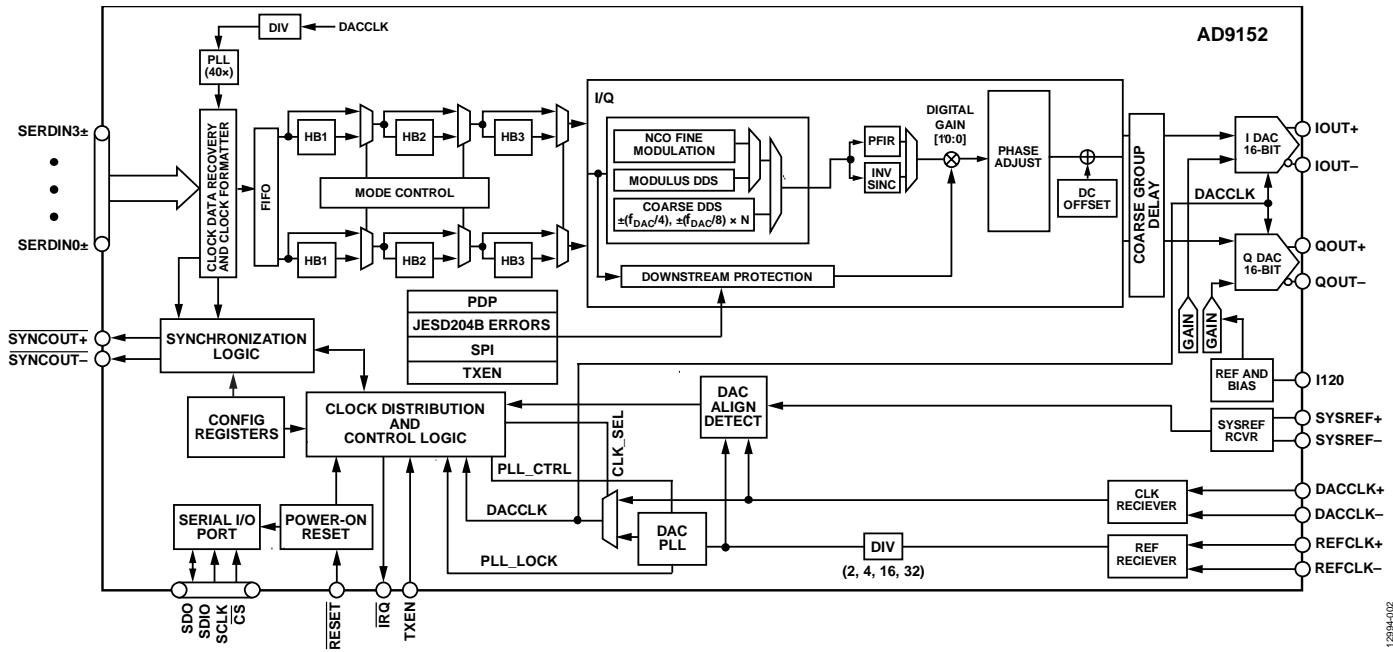 DIV
DACCLK
AD9152
PLL
(40×)
SERDIN3±
SERDIN0±
CLOCK DATA RECOVERY
AND CLOCK FORMATTER
FIFO
HB1
HB2
HB3
MODE CONTROL
HB1
HB2
HB3
I/Q
NCO FINE
MODULATION
MODULUS DDS
COARSE DDS
±(fDAC/4), ±(fDAC/8) × N
DOWNSTREAM PROTECTION
PFIR
INV
SINC
DIGITAL
GAIN
[10:0]
PHASE
ADJUST
DC
OFFSET
COARSE GROUP
DELAY
I DAC
16-BIT
DACCLK
Q DAC
16-BIT
IOUT+
IOUT–
QOUT+
QOUT–
GAIN
GAIN
REF AND
BIAS
I120
PDP
JESD204B ERRORS
SPI
TXEN
SYNCOUT+
SYNCOUT–
SYNCHRONIZATION
LOGIC
CONFIG
REGISTERS
CLOCK DISTRIBUTION
AND
CONTROL LOGIC
CLK_SEL
DAC
ALIGN
DETECT
SYSREF
RCVR
SYSREF+
SYSREF–
PLL_CTRL
DACCLK
PLL_LOCK
DAC
PLL
DIV
(2, 4, 16, 32)
CLK
RECIEVER
REF
RECIEVER
DACCLK+
DACCLK–
REFCLK+
REFCLK–
SERIAL I/O
PORT
POWER-ON
RESET
SDO
SDIO
SCLK
CS
RESET
IRQ
TXEN
12994-002